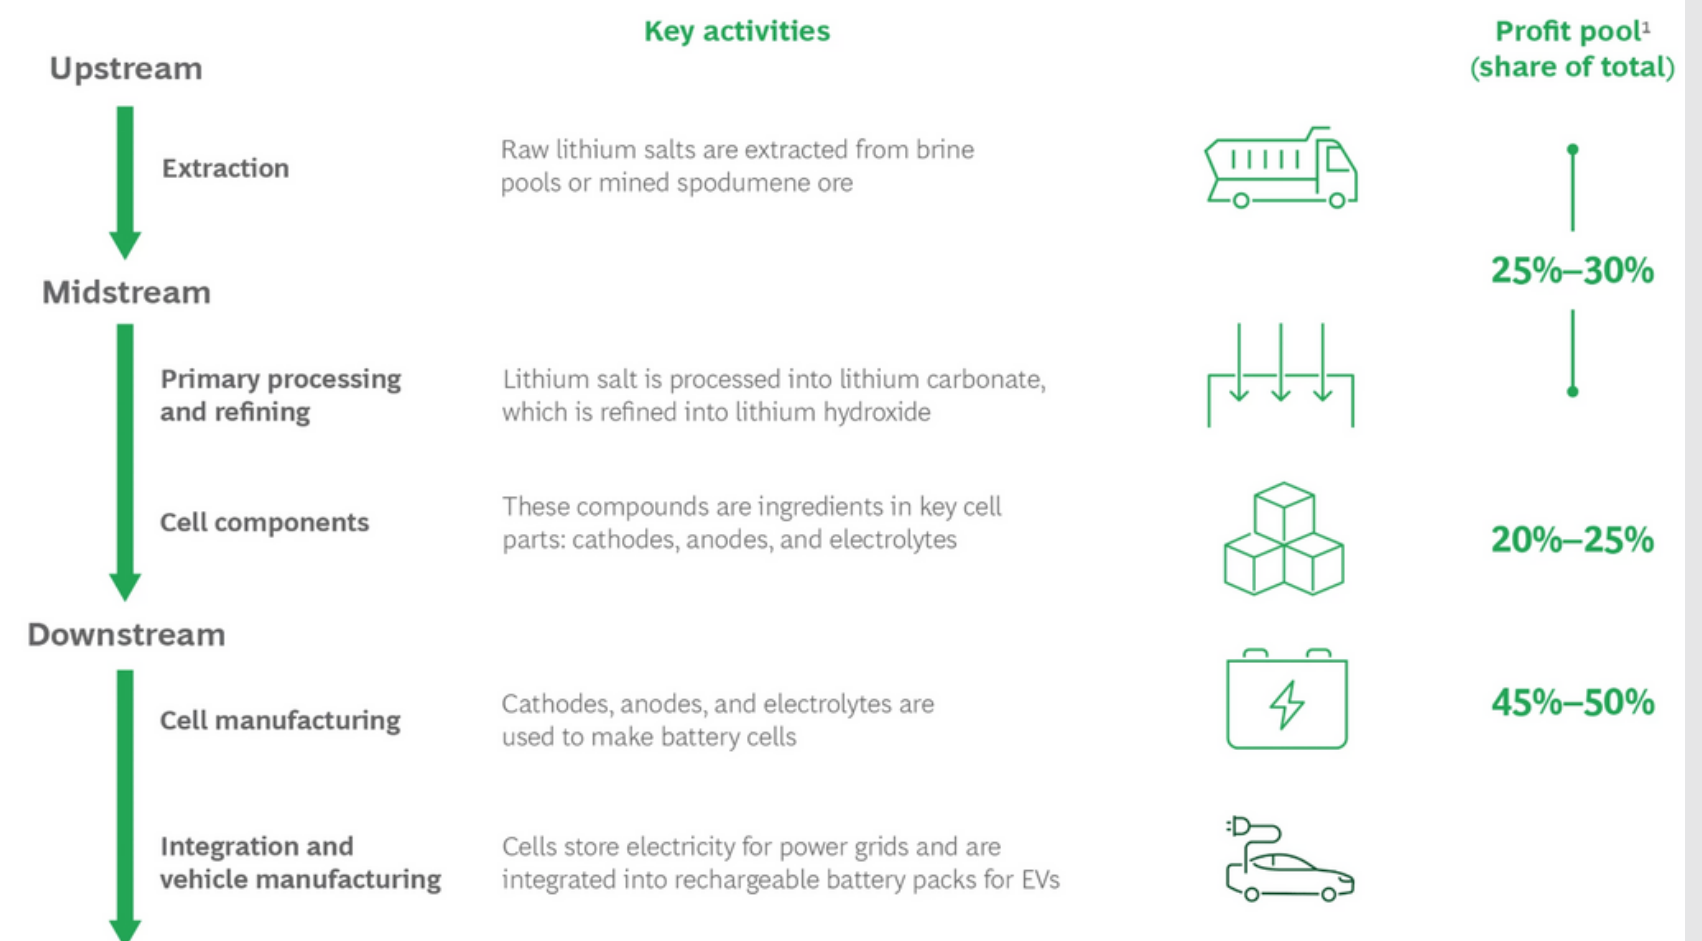 Key activities
Profit pool¹
(share of total)
Upstream
Extraction
Raw lithium salts are extracted from brine
pools or mined spodumene ore
25%–30%
Midstream
Primary processing
and refining
Lithium salt is processed into lithium carbonate,
which is refined into lithium hydroxide
Cell components
These compounds are ingredients in key cell
parts: cathodes, anodes, and electrolytes
20%–25%
Downstream
Cell manufacturing
Cathodes, anodes, and electrolytes are
used to make battery cells
45%–50%
Integration and
vehicle manufacturing
Cells store electricity for power grids and are
integrated into rechargeable battery packs for EVs